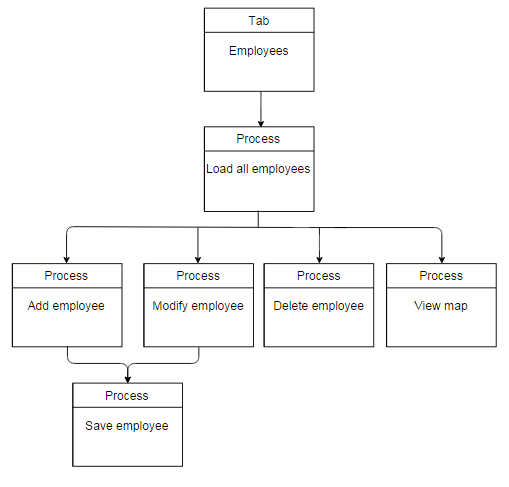 Tab
Employees
Process
Load all employees
Process
Add employee
Process
Modify employee
Process
Delete employee
Process
View map
Process
Save employee